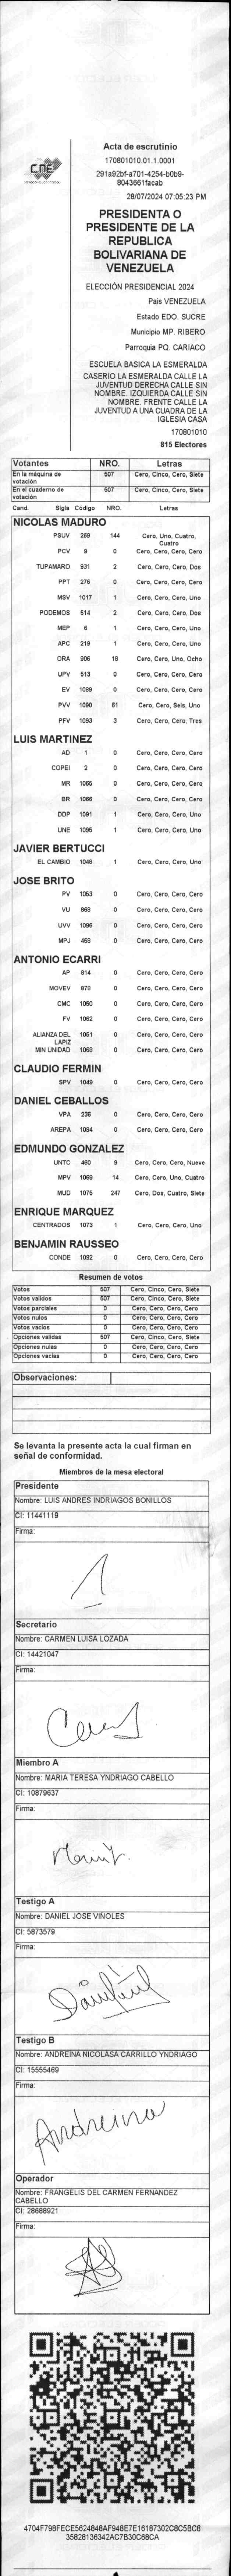 CNE
Acta de escrutinio
170801010.01.1.0001
291a92bf-a701-4254-b0b9-
8043661facab
28/07/2024 07:05:23 PM
PRESIDENTA O
PRESIDENTE DE LA
REPUBLICA
BOLIVARIANA DE
VENEZUELA
ELECCIÓN PRESIDENCIAL 2024
Pais VENEZUELA
Estado EDO. SUCRE
Municipio MP. RIBERO
Parroquia PQ. CARIACO
ESCUELA BASICA LA ESMERALDA
CASERIO LA ESMERALDA CALLE LA
JUVENTUD DERECHA CALLE SIN
NOMBRE. IZQUIERDA CALLE SIN
NOMBRE. FRENTE CALLE LA
JUVENTUD A UNA CUADRA DE LA
IGLESIA CASA
170801010
815 Electores
Votantes NRO. Letras
En la máquina de votación 507 Cero, Cinco, Cero, Siete
En el cuaderno de votación 507 Cero, Cinco, Cero, Siete
Cand. Sigla Código NRO. Letras
NICOLAS MADURO
PSUV 269 144 Cero, Uno, Cuatro, Cuatro
PCV 9 0 Cero, Cero, Cero, Cero
TUPAMARO 931 2 Cero, Cero, Cero, Dos
PPT 276 0 Cero, Cero, Cero, Cero
MSV 1017 1 Cero, Cero, Cero, Uno
PODEMOS 514 2 Cero, Cero, Cero, Dos
MEP 6 1 Cero, Cero, Cero, Uno
APC 219 1 Cero, Cero, Cero, Uno
ORA 906 18 Cero, Cero, Uno, Ocho
UPV 513 0 Cero, Cero, Cero, Cero
EV 1089 0 Cero, Cero, Cero, Cero
PVV 1090 61 Cero, Cero, Seis, Uno
PFV 1093 3 Cero, Cero, Cero, Tres
LUIS MARTINEZ
AD 1 0 Cero, Cero, Cero, Cero
COPEI 2 0 Cero, Cero, Cero, Cero
MR 1065 0 Cero, Cero, Cero, Cero
BR 1066 0 Cero, Cero, Cero, Cero
DDP 1091 1 Cero, Cero, Cero, Uno
UNE 1095 1 Cero, Cero, Cero, Uno
JAVIER BERTUCCI
EL CAMBIO 1048 1 Cero, Cero, Cero, Uno
JOSE BRITO
PV 1053 0 Cero, Cero, Cero, Cero
VU 868 0 Cero, Cero, Cero, Cero
UVV 1096 0 Cero, Cero, Cero, Cero
MPJ 458 0 Cero, Cero, Cero, Cero
ANTONIO ECARRI
AP 814 0 Cero, Cero, Cero, Cero
MOVEV 879 0 Cero, Cero, Cero, Cero
CMC 1050 0 Cero, Cero, Cero, Cero
FV 1062 0 Cero, Cero, Cero, Cero
ALIANZA DEL LAPIZ 1051 0 Cero, Cero, Cero, Cero
MIN UNIDAD 1069 0 Cero, Cero, Cero, Cero
CLAUDIO FERMIN
SPV 1049 0 Cero, Cero, Cero, Cero
DANIEL CEBALLOS
VPA 236 0 Cero, Cero, Cero, Cero
AREPA 1094 0 Cero, Cero, Cero, Cero
EDMUNDO GONZALEZ
UNTC 460 9 Cero, Cero, Cero, Nueve
MPV 1069 14 Cero, Cero, Uno, Cuatro
MUD 1075 247 Cero, Dos, Cuatro, Siete
ENRIQUE MARQUEZ
CENTRADOS 1073 1 Cero, Cero, Cero, Uno
BENJAMIN RAUSSEO
CONDE 1092 0 Cero, Cero, Cero, Cero
Resumen de votos
Votos 507 Cero, Cinco, Cero, Siete
Votos validos 507 Cero, Cinco, Cero, Siete
Votos parciales 0 Cero, Cero, Cero, Cero
Votos nulos 0 Cero, Cero, Cero, Cero
Votos vacios 0 Cero, Cero, Cero, Cero
Opciones validas 507 Cero, Cinco, Cero, Siete
Opciones nulas 0 Cero, Cero, Cero, Cero
Opciones vacias 0 Cero, Cero, Cero, Cero
Observaciones:
Se levanta la presente acta la cual firman en
señal de conformidad.
Miembros de la mesa electoral
Presidente
Nombre: LUIS ANDRES INDRIAGOS BONILLOS
CI: 11441119
Firma:
Secretario
Nombre: CARMEN LUISA LOZADA
CI: 14421047
Firma:
Miembro A
Nombre: MARIA TERESA YNDRIAGO CABELLO
CI: 10879637
Firma:
Testigo A
Nombre: DANIEL JOSE VIÑOLES
CI: 5873579
Firma:
Testigo B
Nombre: ANDREINA NICOLASA CARRILLO YNDRIAGO
CI: 15555469
Firma:
Andreina
Operador
Nombre: FRANGELIS DEL CARMEN FERNANDEZ
CABELLO
CI: 28688921
Firma:
4704F798FECE5624848AF948E7E16187302C8C5BC8
35828136342AC7B30C68CA